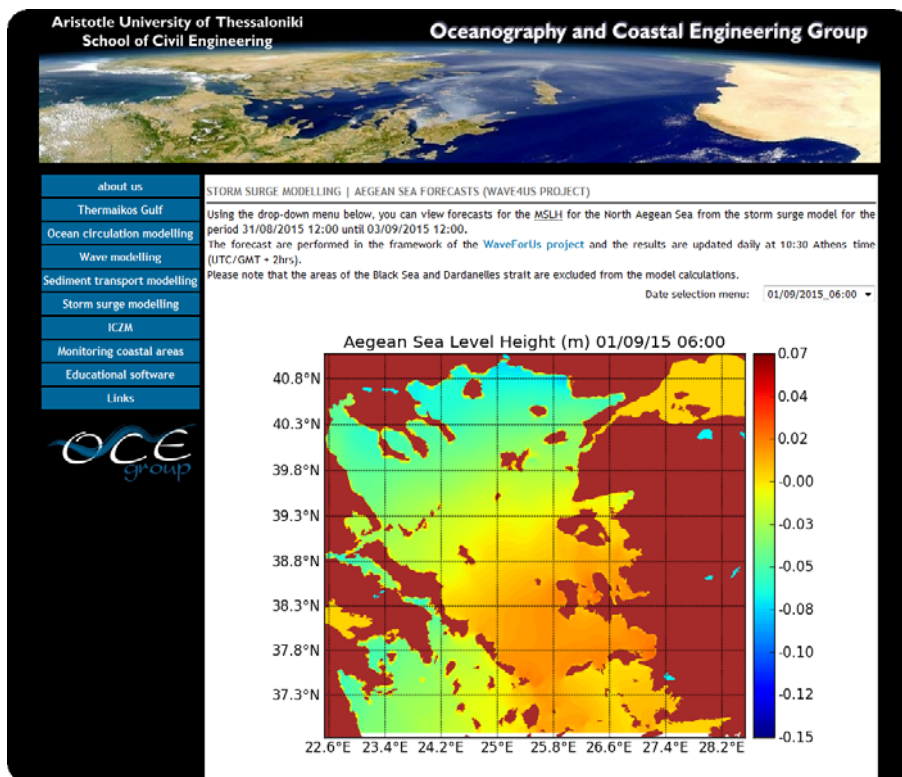 Aristotle University of Thessaloniki
School of Civil Engineering
Oceanography and Coastal Engineering Group
about us
Thermaikos Gulf
Ocean circulation modelling
Wave modelling
Sediment transport modelling
Storm surge modelling
ICZM
Monitoring coastal areas
Educational software
Links
OCE
group
STORM SURGE MODELLING | AEGEAN SEA FORECASTS (WAVE4US PROJECT)
Using the drop-down menu below, you can view forecasts for the MSLH for the North Aegean Sea from the storm surge model for the
period 31/08/2015 12:00 until 03/09/2015 12:00.
The forecast are performed in the framework of the WaveForUs project and the results are updated daily at 10:30 Athens time
(UTC/GMT + 2hrs).
Please note that the areas of the Black Sea and Dardanelles strait are excluded from the model calculations.
Date selection menu: 01/09/2015_06:00
Aegean Sea Level Height (m) 01/09/15 06:00
40.8°N
40.3°N
39.8°N
39.3°N
38.8°N
38.3°N
37.8°N
37.3°N
22.6°E 23.4°E 24.2°E 25°E 25.8°E 26.6°E 27.4°E 28.2°E
0.07
0.05
0.02
-0.00
-0.03
-0.05
-0.08
-0.10
-0.12
-0.15